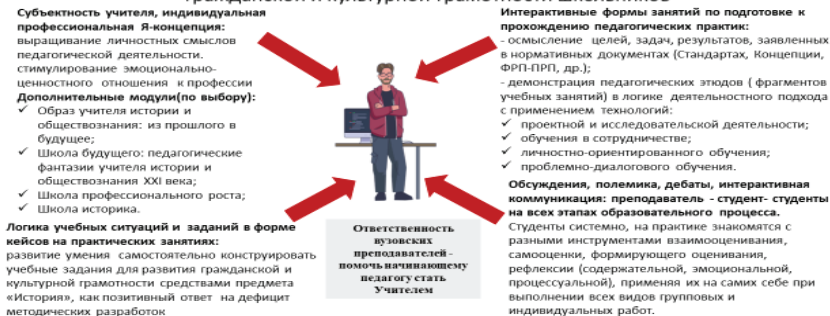 гражданской и культурной грамотности школьников
Субъектность учителя, индивидуальная
профессиональная Я-концепция:
выращивание личностных смыслов
педагогической деятельности.
стимулирование эмоционально-
ценностного отношения к профессии
Дополнительные модули(по выбору):
✓ Образ учителя истории и
обществознания: из прошлого в
будущее;
✓ Школа будущего: педагогические
фантазии учителя истории и
обществознания XXI века;
✓ Школа профессионального роста;
✓ Школа историка.
Логика учебных ситуаций и заданий в форме
кейсов на практических занятиях:
развитие умения самостоятельно конструировать
учебные задания для развития гражданской и
культурной грамотности средствами предмета
«История», как позитивный ответ на дефицит
методических разработок
Ответственность
вузовских
преподавателей -
помочь начинающему
педагогу стать
Учителем
Интерактивные формы занятий по подготовке к
прохождению педагогических практик:
- осмысление целей, задач, результатов, заявленных
в нормативных документах (Стандартах, Концепции,
ФРП-ПРП, др.);
- демонстрация педагогических этюдов ( фрагментов
учебных занятий) в логике деятельностного подхода
с применением технологий:
✓ проектной и исследовательской деятельности;
✓ обучения в сотрудничестве;
✓ личностно-ориентированного обучения;
✓ проблемно-диалогового обучения.
Обсуждения, полемика, дебаты, интерактивная
коммуникация: преподаватель - студент- студенты
на всех этапах образовательного процесса.
Студенты системно, на практике знакомятся с
разными инструментами взаимооценивания,
самооценки, формирующего оценивания,
рефлексии (содержательной, эмоциональной,
процессуальной), применяя их на самих себе при
выполнении всех видов групповых и
индивидуальных работ.